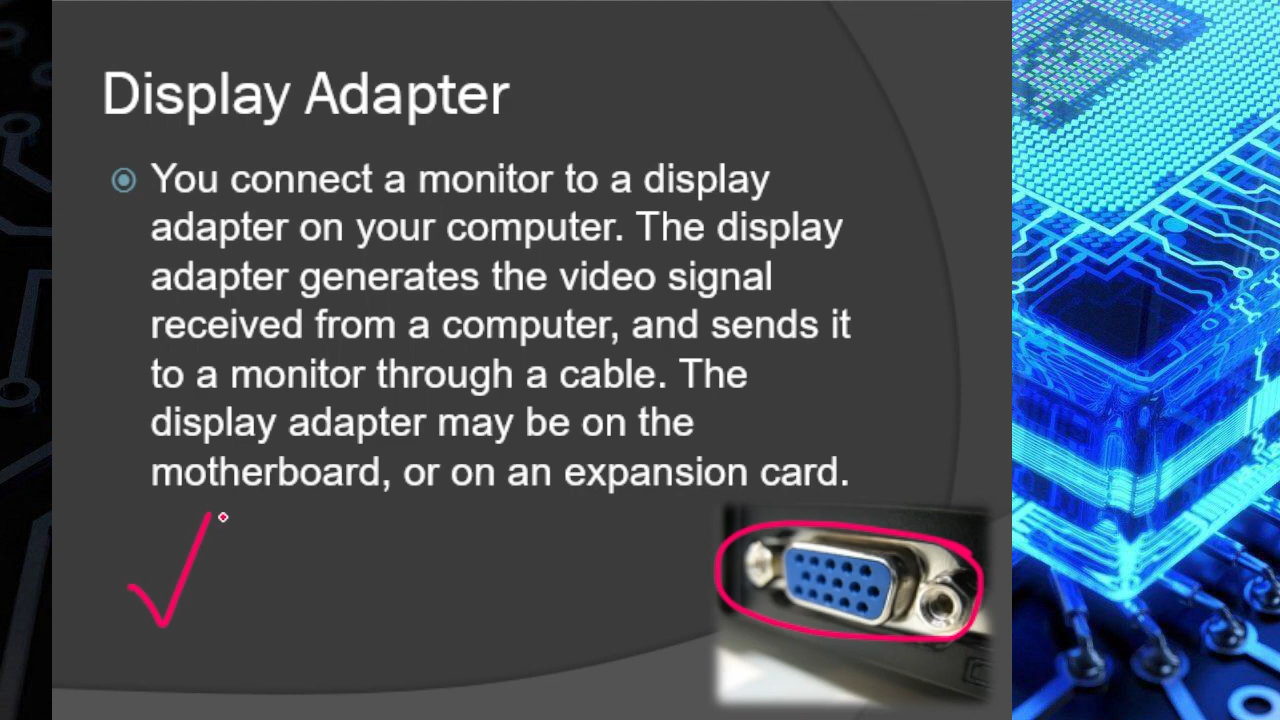 Display Adapter
You connect a monitor to a display
adapter on your computer. The display
adapter generates the video signal
received from a computer, and sends it
to a monitor through a cable. The
display adapter may be on the
motherboard, or on an expansion card.